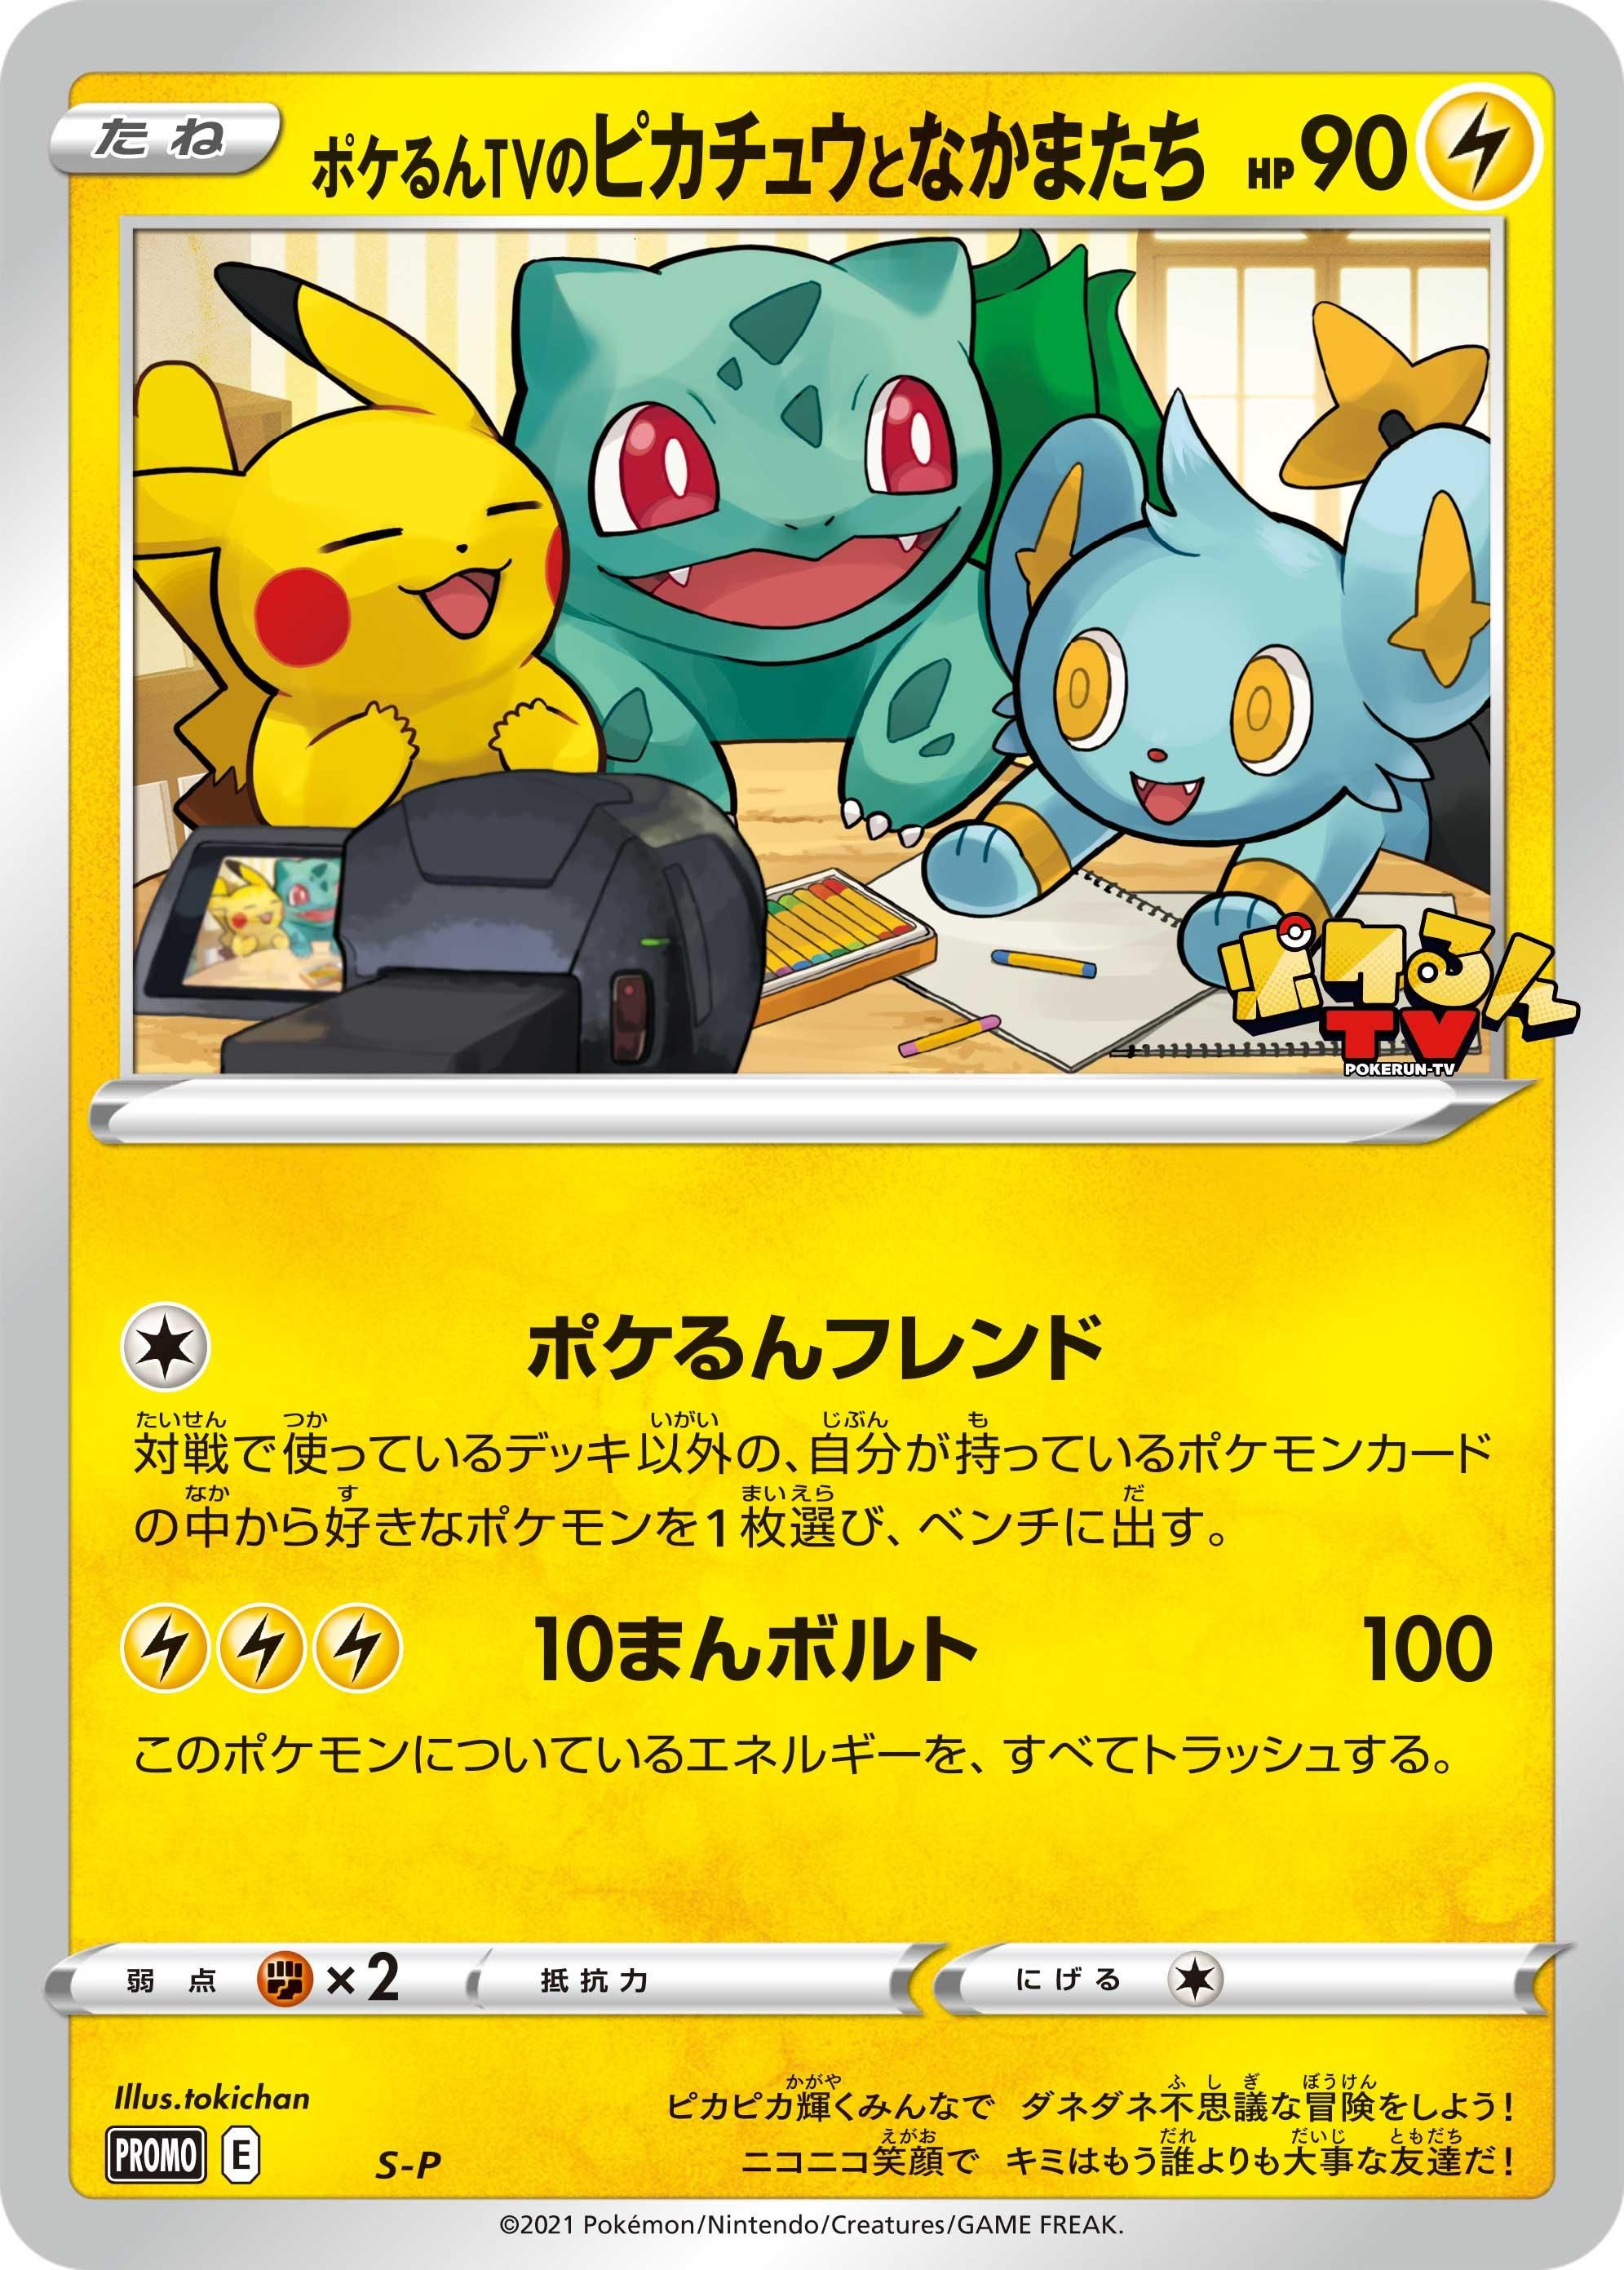 たね
ポケるんTVのピカチュウとなかまたち HP 90
ポケるん
TV
POKERUN-TV
ポケるんフレンド
たいせん つか いがい じぶん も
対戦で使っているデッキ以外の、自分が持っているポケモンカード
なか す まいえら だ
の中から好きなポケモンを1枚選び、ベンチに出す。
10まんボルト 100
このポケモンについているエネルギーを、すべてトラッシュする。
弱点 ×2 抵抗力 にげる
Illus.tokichan
かがや ふしぎ ぼうけん
ピカピカ輝くみんなで ダネダネ不思議な冒険をしよう!
えがお だれ だいじ ともだち
ニコニコ笑顔で キミはもう誰よりも大事な友達だ!
PROMO E S-P
©2021 Pokémon/Nintendo/Creatures/GAME FREAK.